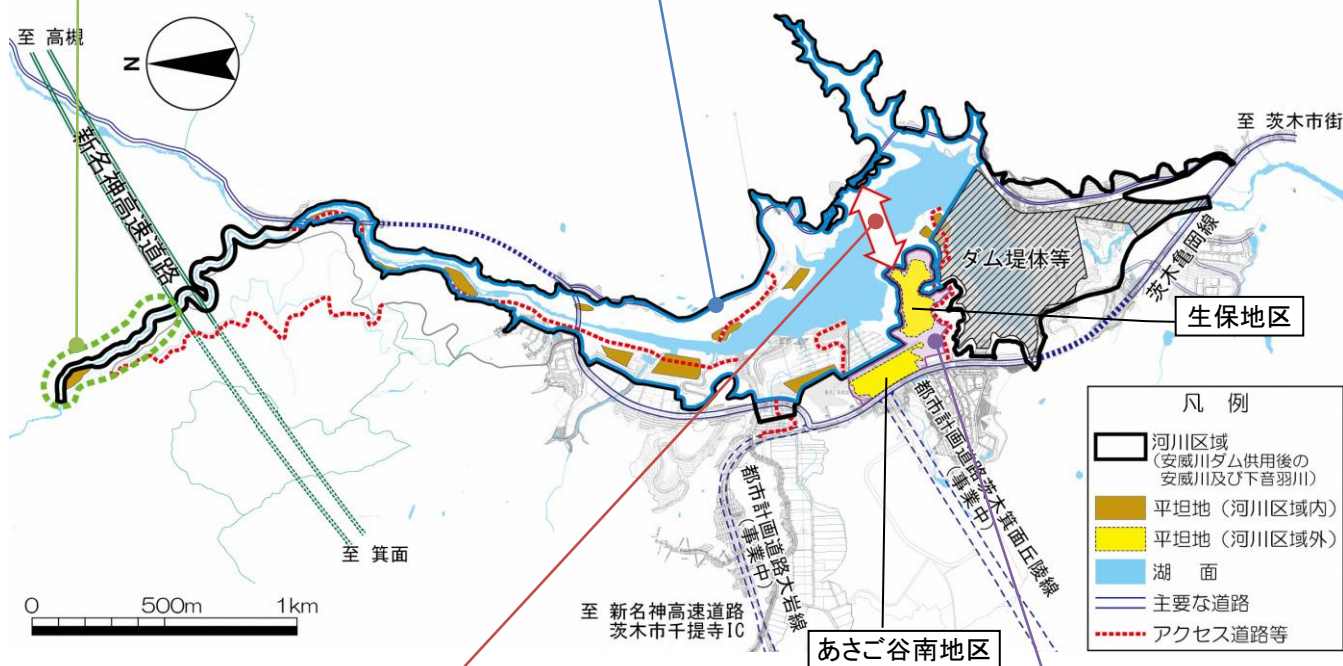 至 高槻
N
新名神高速道路
至 茨木市街
茨木亀岡線
ダム堤体等
生保地区
都市計画道路茨木箕面丘陵線
(事業中)
都市計画道路大岩線
(事業中)
至 箕面
0 500m 1km
至 新名神高速道路
茨木市千提寺IC
あさご谷南地区
凡 例
河川区域
(安威川ダム供用後の
安威川及び下音羽川)
平坦地(河川区域内)
平坦地(河川区域外)
湖 面
主要な道路
アクセス道路等